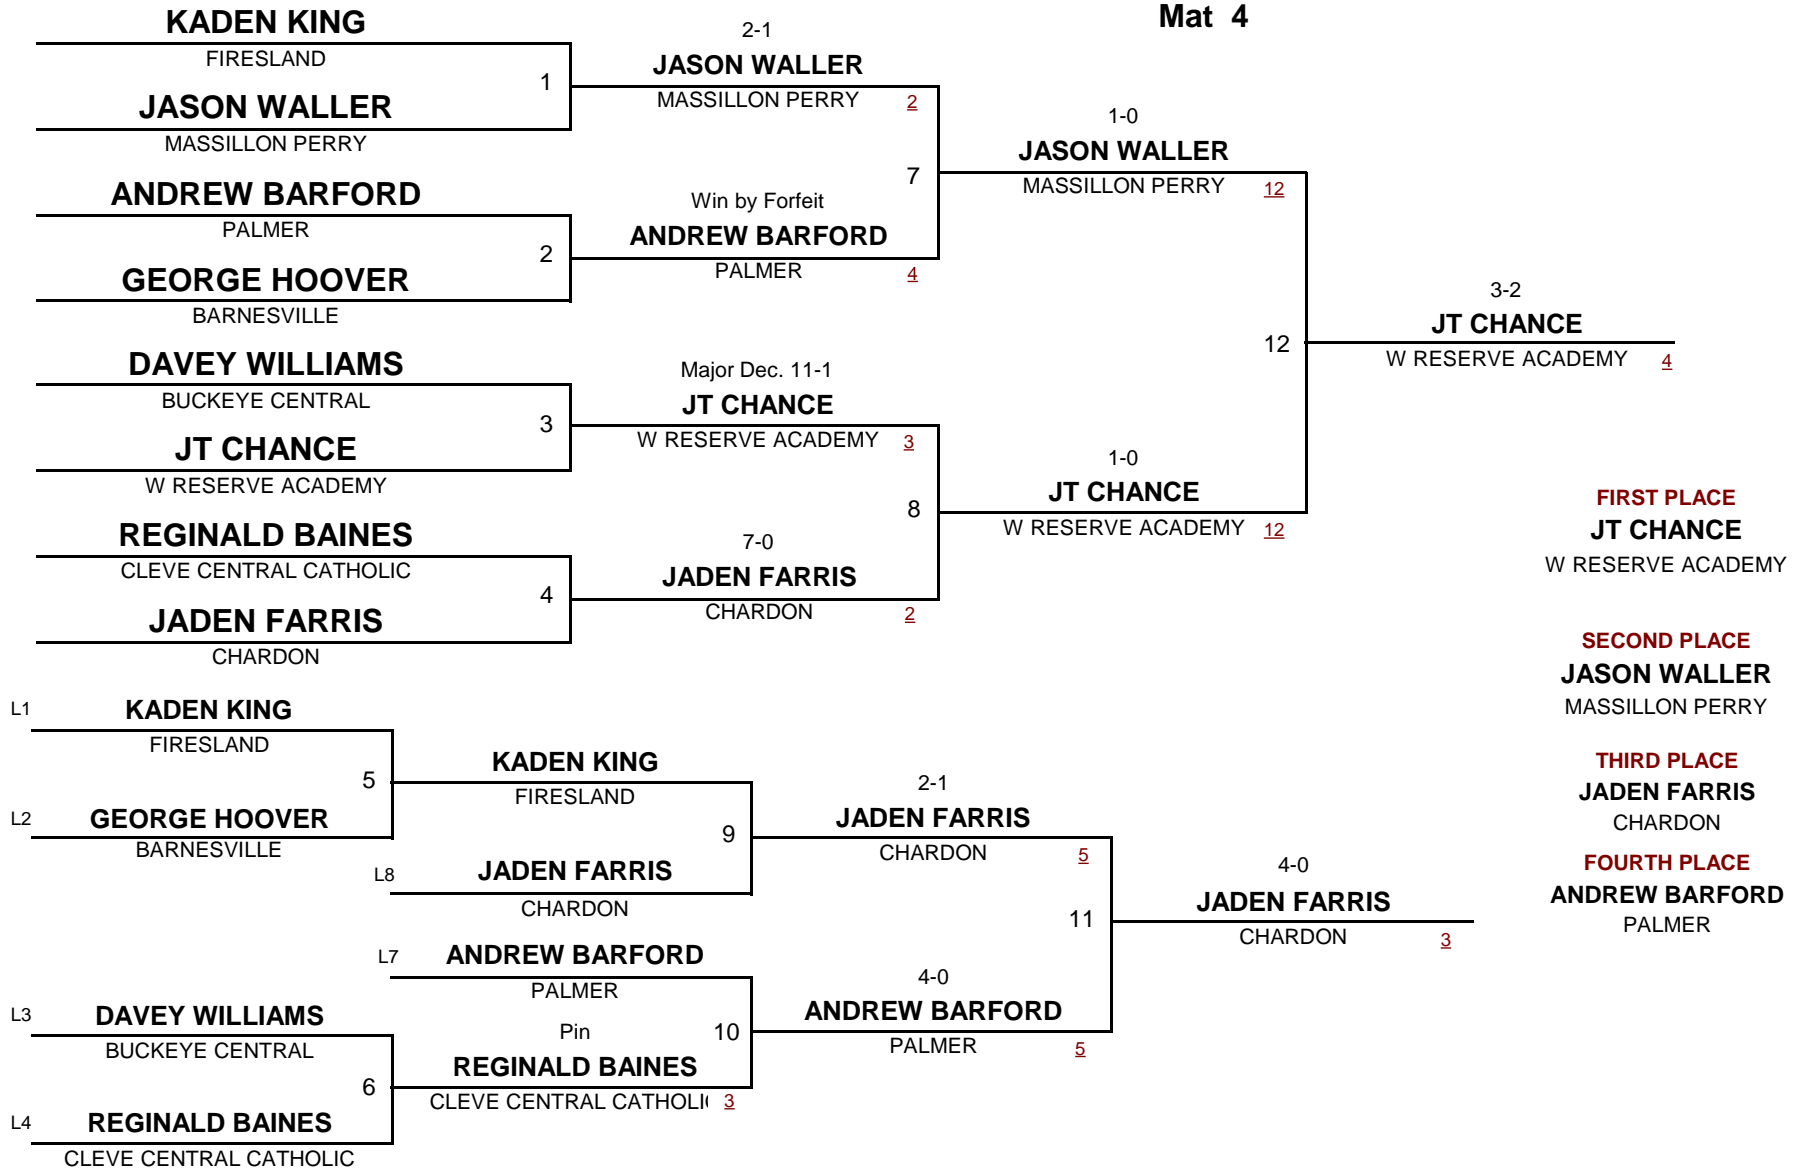 Mat 4
KADEN KING
FIRESLAND
1
JASON WALLER
MASSILLON PERRY
2-1
JASON WALLER
MASSILLON PERRY 2
ANDREW BARFORD
PALMER
2
GEORGE HOOVER
BARNESVILLE
Win by Forfeit
ANDREW BARFORD
PALMER 4
7
1-0
JASON WALLER
MASSILLON PERRY 12
DAVEY WILLIAMS
BUCKEYE CENTRAL
3
JT CHANCE
W RESERVE ACADEMY
Major Dec. 11-1
JT CHANCE
W RESERVE ACADEMY 3
REGINALD BAINES
CLEVE CENTRAL CATHOLIC
4
JADEN FARRIS
CHARDON
7-0
JADEN FARRIS
CHARDON 2
8
1-0
JT CHANCE
W RESERVE ACADEMY 12
12
3-2
JT CHANCE
W RESERVE ACADEMY 4
FIRST PLACE
JT CHANCE
W RESERVE ACADEMY
SECOND PLACE
JASON WALLER
MASSILLON PERRY
THIRD PLACE
JADEN FARRIS
CHARDON
FOURTH PLACE
ANDREW BARFORD
PALMER
L1 KADEN KING
FIRESLAND
5
L2 GEORGE HOOVER
BARNESVILLE
KADEN KING
FIRESLAND
9
L8 JADEN FARRIS
CHARDON
2-1
JADEN FARRIS
CHARDON 5
L7 ANDREW BARFORD
PALMER
L3 DAVEY WILLIAMS
BUCKEYE CENTRAL
6
L4 REGINALD BAINES
CLEVE CENTRAL CATHOLIC
Pin
10
REGINALD BAINES
CLEVE CENTRAL CATHOLI 3
4-0
ANDREW BARFORD
PALMER 5
11
4-0
JADEN FARRIS
CHARDON 3